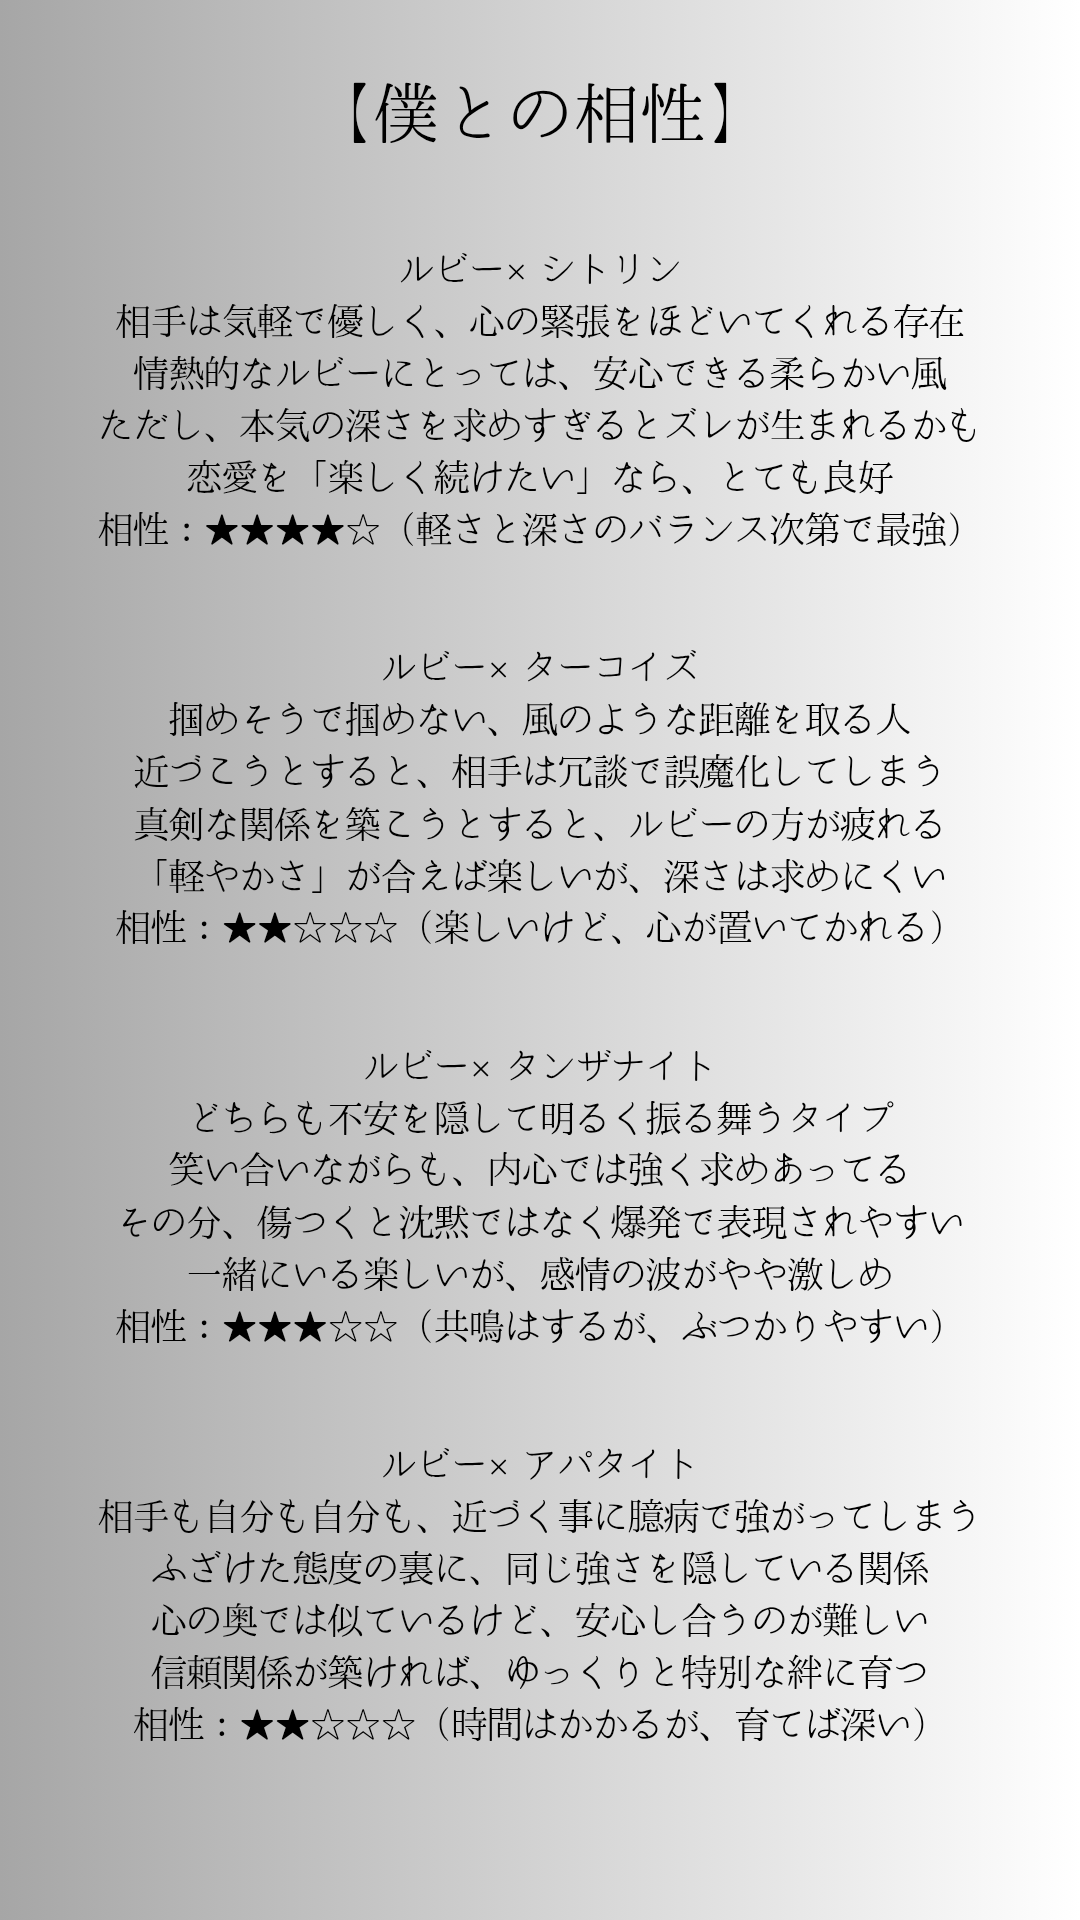 【僕との相性】
ルビー× シトリン
相手は気軽で優しく、心の緊張をほどいてくれる存在
情熱的なルビーにとっては、安心できる柔らかい風
ただし、本気の深さを求めすぎるとズレが生まれるかも
恋愛を「楽しく続けたい」なら、とても良好
相性：★★★★☆（軽さと深さのバランス次第で最強）
ルビー× ターコイズ
掴めそうで掴めない、風のような距離を取る人
近づこうとすると、相手は冗談で誤魔化してしまう
真剣な関係を築こうとすると、ルビーの方が疲れる
「軽やかさ」が合えば楽しいが、深さは求めにくい
相性：★★☆☆☆（楽しいけど、心が置いてかれる）
ルビー× タンザナイト
どちらも不安を隠して明るく振る舞うタイプ
笑い合いながらも、内心では強く求めあってる
その分、傷つくと沈黙ではなく爆発で表現されやすい
一緒にいる楽しいが、感情の波がやや激しめ
相性：★★★☆☆（共鳴はするが、ぶつかりやすい）
ルビー× アパタイト
相手も自分も自分も、近づく事に臆病で強がってしまう
ふざけた態度の裏に、同じ強さを隠している関係
心の奥では似ているけど、安心し合うのが難しい
信頼関係が築ければ、ゆっくりと特別な絆に育つ
相性：★★☆☆☆（時間はかかるが、育てば深い）